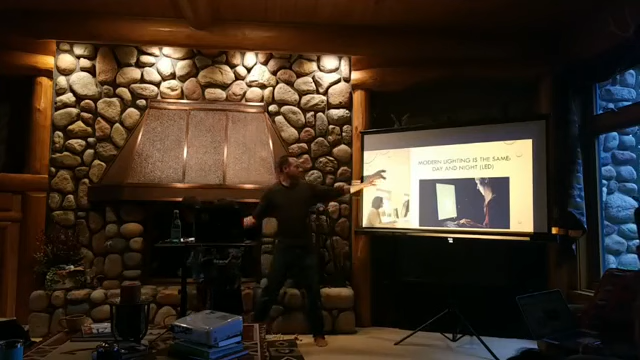 MODERN LIGHTING IS THE SAME,
DAY AND NIGHT (LED)